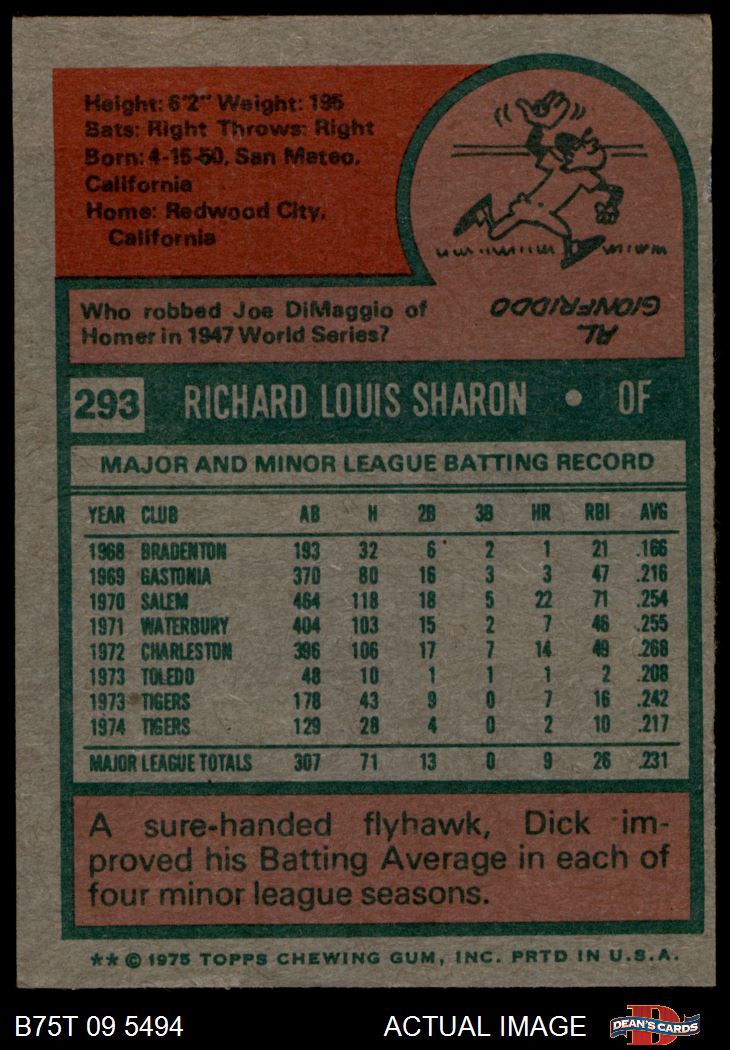 Height: 6'2" Weight: 195
Bats: Right Throws: Right
Born: 4-15-50, San Mateo,
California
Home: Redwood City,
California
Who robbed Joe DiMaggio of
Homer in 1947 World Series?
AL
GIONFRIDDO
293 RICHARD LOUIS SHARON • OF
MAJOR AND MINOR LEAGUE BATTING RECORD
YEAR CLUB AB H 2B 3B HR RBI AVG
1968 BRADENTON 193 32 6 2 1 21 .166
1969 GASTONIA 370 80 16 3 3 47 .216
1970 SALEM 464 118 18 5 22 71 .254
1971 WATERBURY 404 103 15 2 7 46 .255
1972 CHARLESTON 396 106 17 7 14 49 .268
1973 TOLEDO 48 10 1 1 1 2 .208
1973 TIGERS 178 43 9 0 7 16 .242
1974 TIGERS 129 28 4 0 2 10 .217
MAJOR LEAGUE TOTALS 307 71 13 0 9 26 .231
A sure-handed flyhawk, Dick im-
proved his Batting Average in each of
four minor league seasons.
** © 1975 TOPPS CHEWING GUM, INC. PRTD IN U.S.A.
B75T 09 5494 ACTUAL IMAGE
D
DEAN'S CARDS